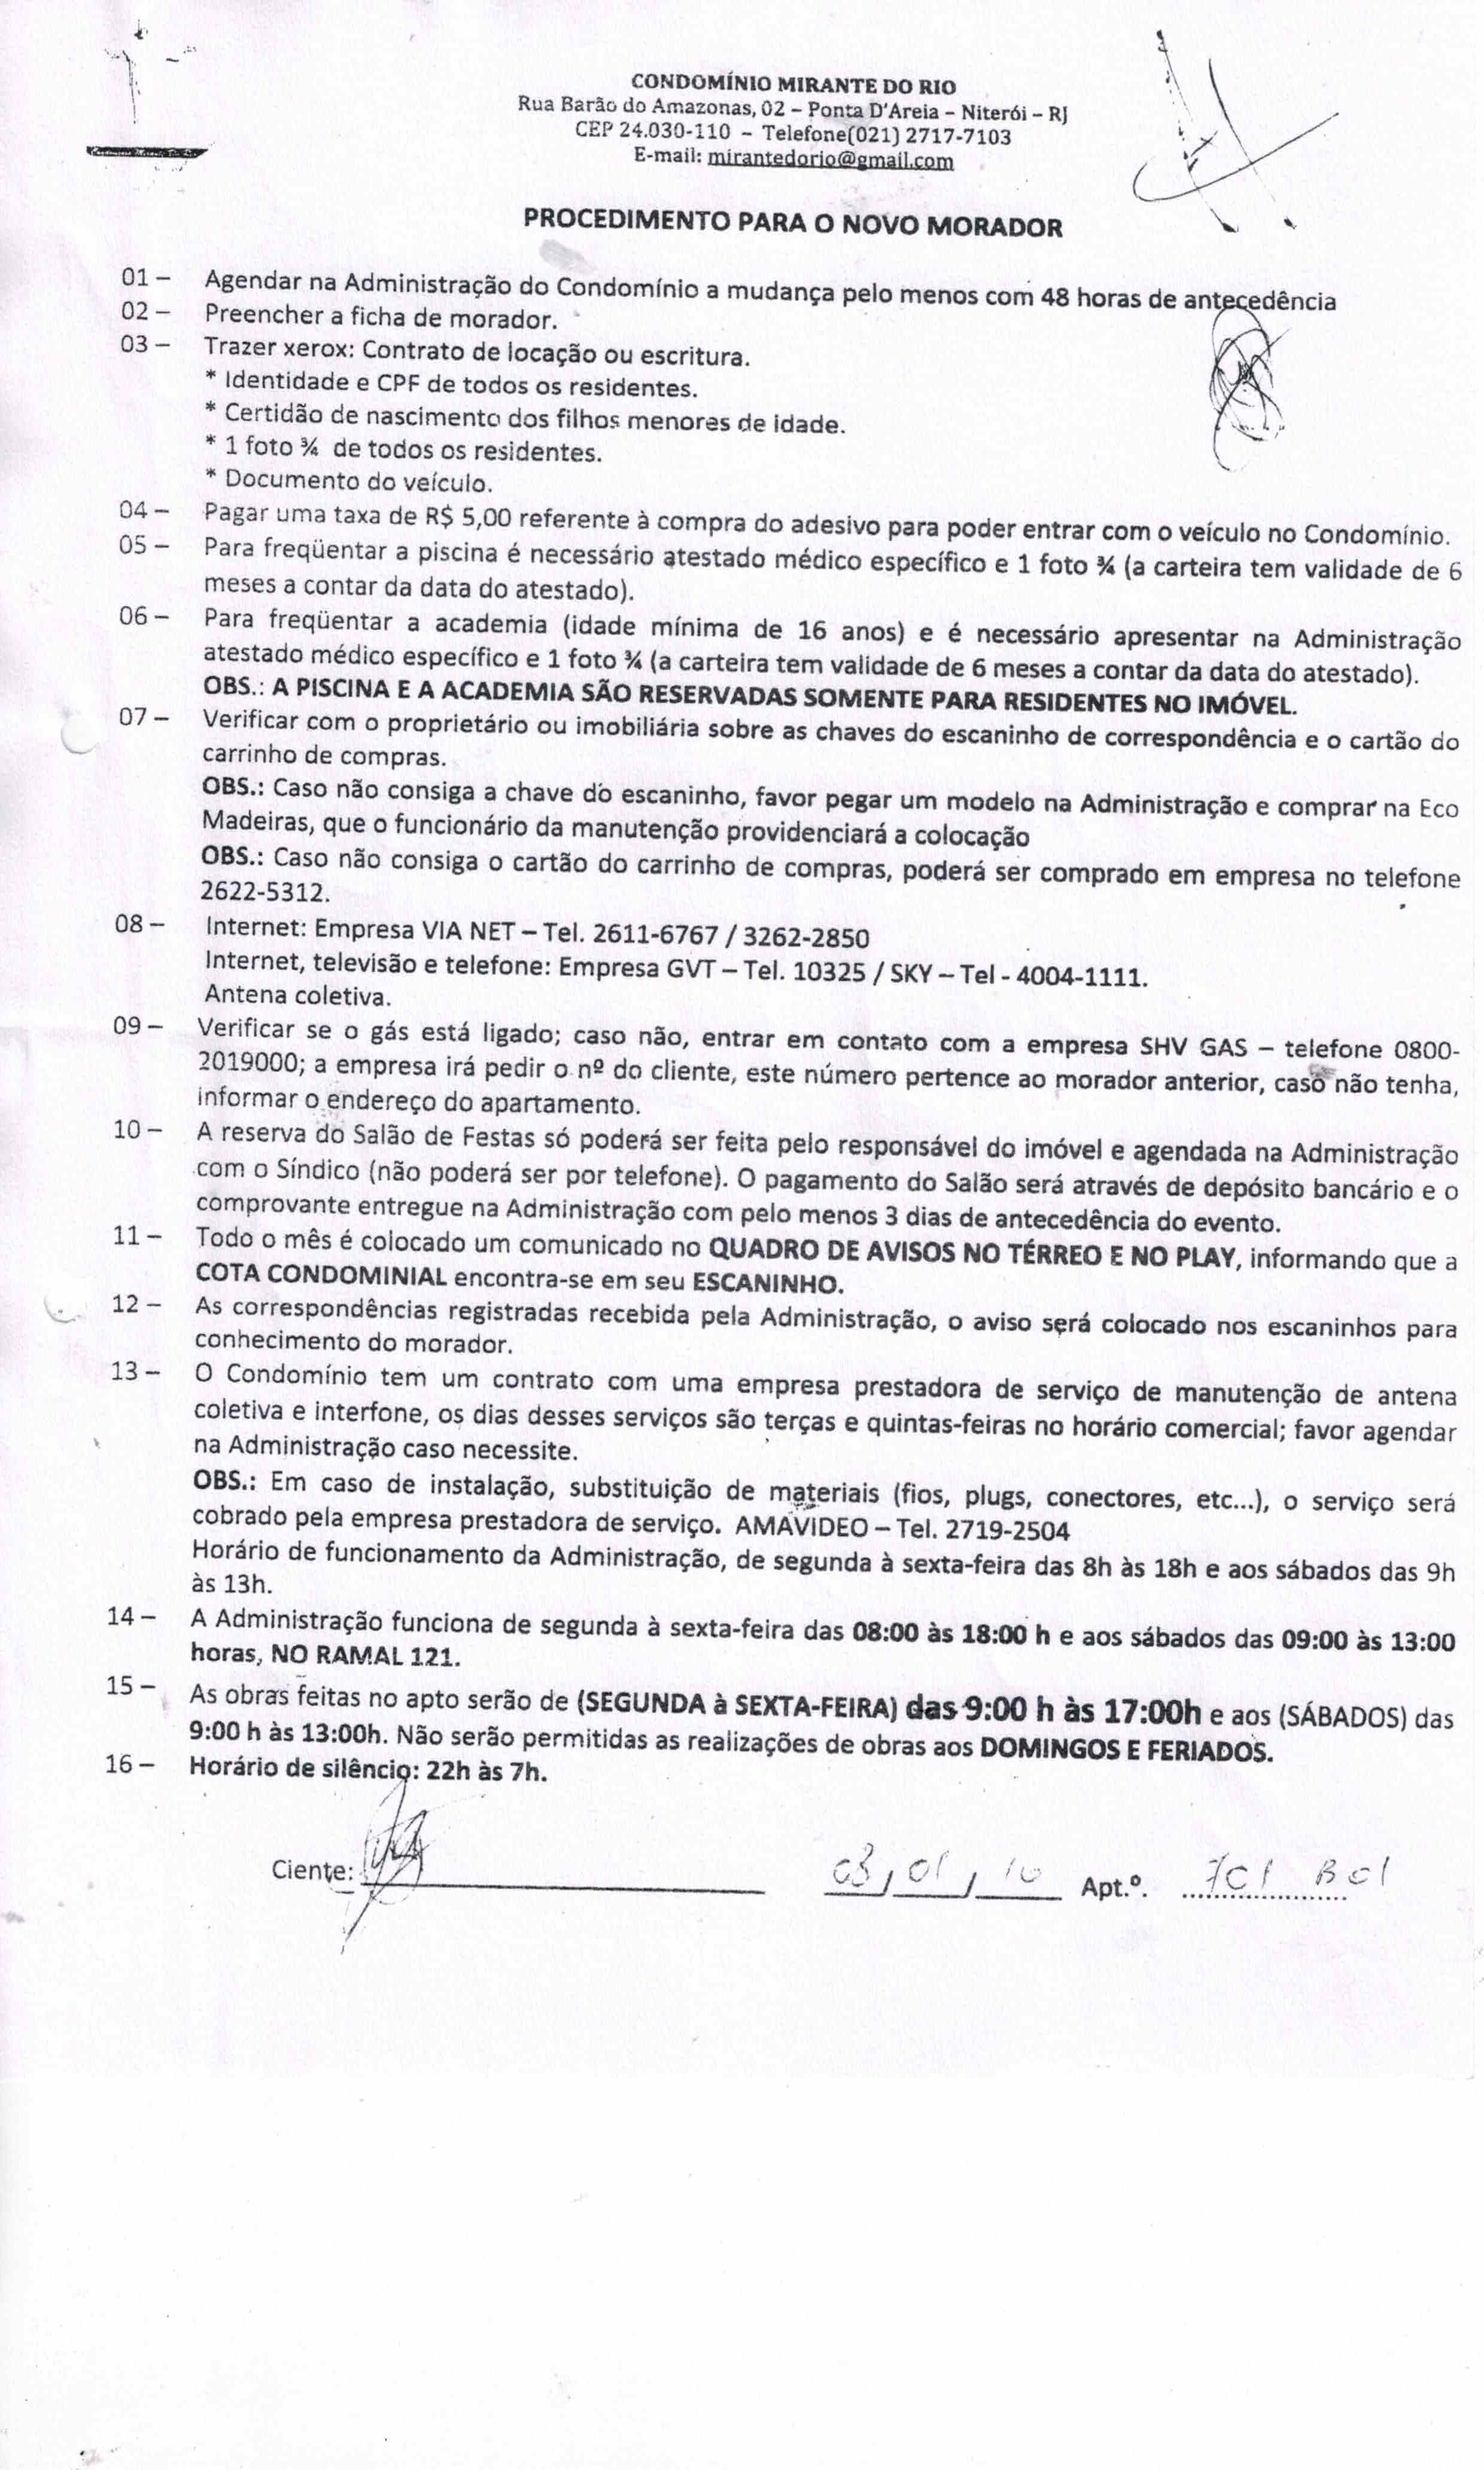 CONDOMÍNIO MIRANTE DO RIO
Rua Barão do Amazonas, 02 – Ponta D'Areia – Niterói – RJ
CEP 24.030-110 – Telefone(021) 2717-7103
E-mail: mirantedorio@gmail.com
PROCEDIMENTO PARA O NOVO MORADOR
01 – Agendar na Administração do Condomínio a mudança pelo menos com 48 horas de antecedência
02 – Preencher a ficha de morador.
03 – Trazer xerox: Contrato de locação ou escritura.
* Identidade e CPF de todos os residentes.
* Certidão de nascimento dos filhos menores de idade.
* 1 foto ¾ de todos os residentes.
* Documento do veículo.
04 – Pagar uma taxa de R$ 5,00 referente à compra do adesivo para poder entrar com o veículo no Condomínio.
05 – Para freqüentar a piscina é necessário atestado médico específico e 1 foto ¾ (a carteira tem validade de 6
meses a contar da data do atestado).
06 – Para freqüentar a academia (idade mínima de 16 anos) e é necessário apresentar na Administração
atestado médico específico e 1 foto ¾ (a carteira tem validade de 6 meses a contar da data do atestado).
OBS.: A PISCINA E A ACADEMIA SÃO RESERVADAS SOMENTE PARA RESIDENTES NO IMÓVEL.
07 – Verificar com o proprietário ou imobiliária sobre as chaves do escaninho de correspondência e o cartão do
carrinho de compras.
OBS.: Caso não consiga a chave do escaninho, favor pegar um modelo na Administração e comprar na Eco
Madeiras, que o funcionário da manutenção providenciará a colocação
OBS.: Caso não consiga o cartão do carrinho de compras, poderá ser comprado em empresa no telefone
2622-5312.
08 – Internet: Empresa VIA NET – Tel. 2611-6767 / 3262-2850
Internet, televisão e telefone: Empresa GVT – Tel. 10325 / SKY – Tel - 4004-1111.
Antena coletiva.
09 – Verificar se o gás está ligado; caso não, entrar em contato com a empresa SHV GAS – telefone 0800-
2019000; a empresa irá pedir o nº do cliente, este número pertence ao morador anterior, caso não tenha,
informar o endereço do apartamento.
10 – A reserva do Salão de Festas só poderá ser feita pelo responsável do imóvel e agendada na Administração
com o Síndico (não poderá ser por telefone). O pagamento do Salão será através de depósito bancário e o
comprovante entregue na Administração com pelo menos 3 dias de antecedência do evento.
11 – Todo o mês é colocado um comunicado no QUADRO DE AVISOS NO TÉRREO E NO PLAY, informando que a
COTA CONDOMINIAL encontra-se em seu ESCANINHO.
12 – As correspondências registradas recebida pela Administração, o aviso será colocado nos escaninhos para
conhecimento do morador.
13 – O Condomínio tem um contrato com uma empresa prestadora de serviço de manutenção de antena
coletiva e interfone, os dias desses serviços são terças e quintas-feiras no horário comercial; favor agendar
na Administração caso necessite.
OBS.: Em caso de instalação, substituição de materiais (fios, plugs, conectores, etc...), o serviço será
cobrado pela empresa prestadora de serviço. AMAVIDEO – Tel. 2719-2504
Horário de funcionamento da Administração, de segunda à sexta-feira das 8h às 18h e aos sábados das 9h
às 13h.
14 – A Administração funciona de segunda à sexta-feira das 08:00 às 18:00 h e aos sábados das 09:00 às 13:00
horas, NO RAMAL 121.
15 – As obras feitas no apto serão de (SEGUNDA à SEXTA-FEIRA) das 9:00 h às 17:00h e aos (SÁBADOS) das
9:00 h às 13:00h. Não serão permitidas as realizações de obras aos DOMINGOS E FERIADOS.
16 – Horário de silêncio: 22h às 7h.
Ciente: 03/01/10 Apt.º.